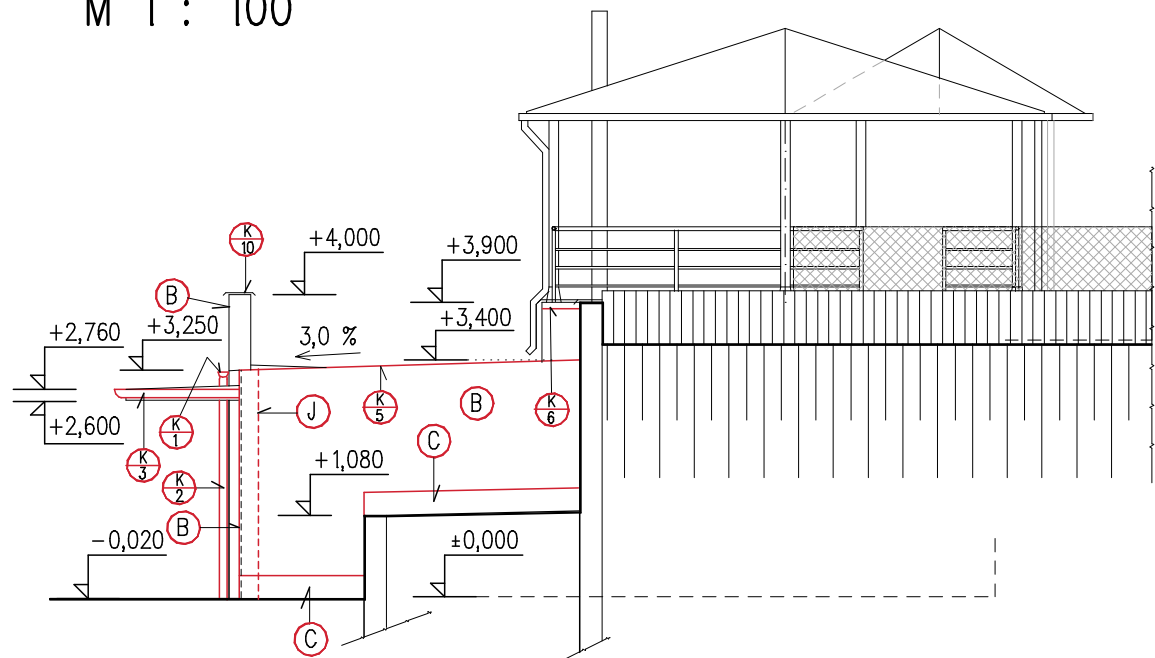 M 1 : 100
K 10
+4,000
+3,900
B
+2,760
+3,250
3,0 %
+3,400
K 5
B
K 6
J
+2,600
K 1
C
K 3
+1,080
K 2
B
-0,020
±0,000
C